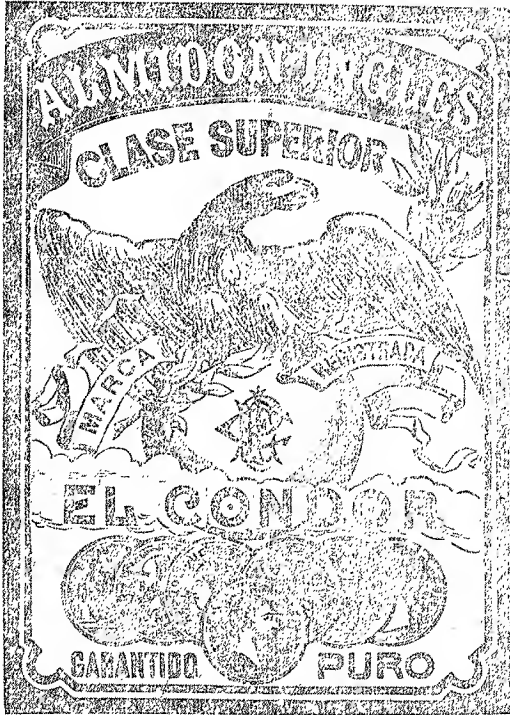 ALMIDON INGLES
CLASE SUPERIOR
MARCA REGISTRADA
EL CONDOR
GARANTIDO PURO